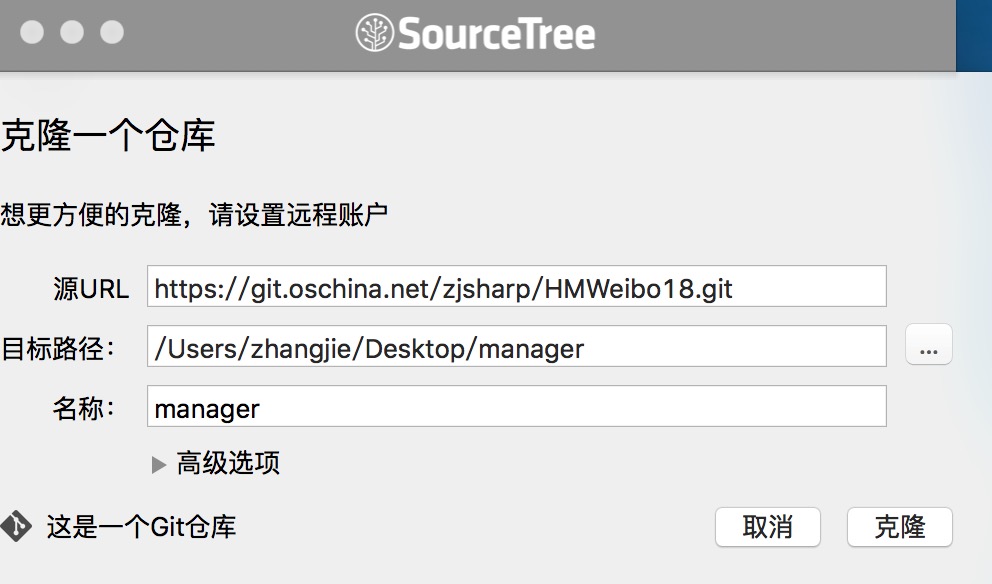 SourceTree
克隆一个仓库
想更方便的克隆，请设置远程账户
源URL https://git.oschina.net/zjsharp/HMWeibo18.git
目标路径： /Users/zhangjie/Desktop/manager ...
名称： manager
高级选项
这是一个Git仓库 取消 克隆